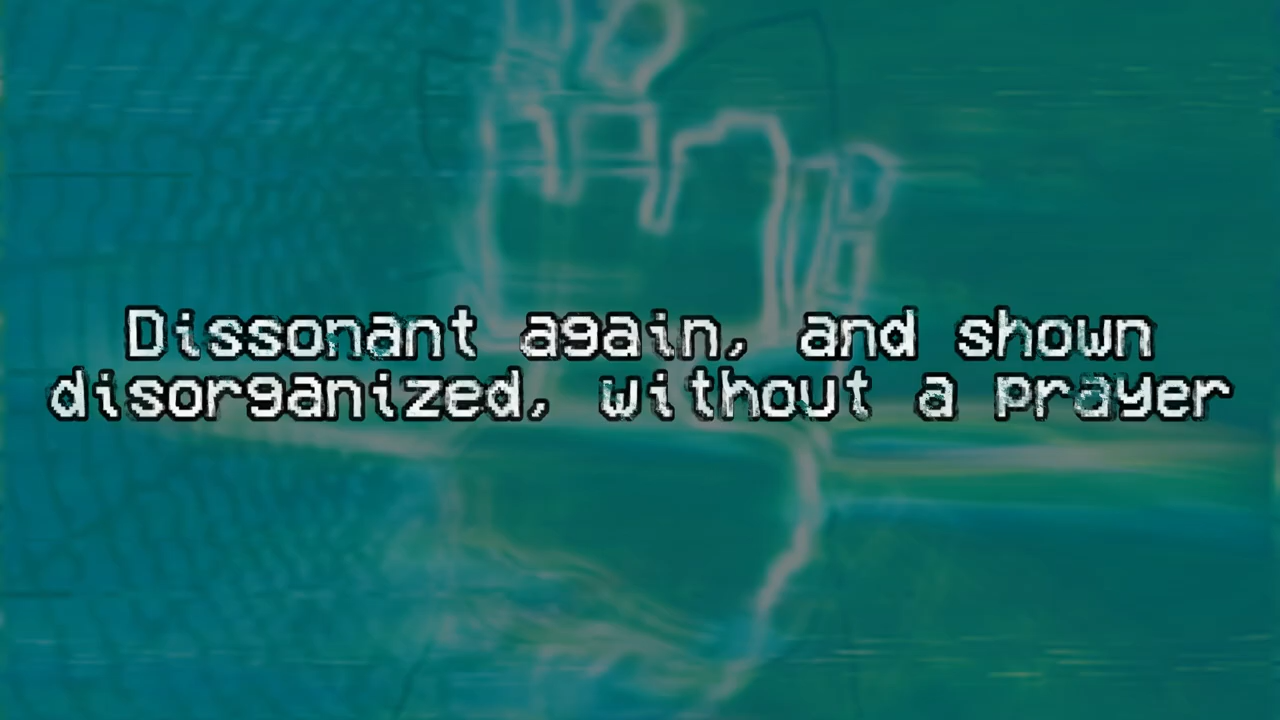 Dissonant again, and shown
disorganized, without a prayer